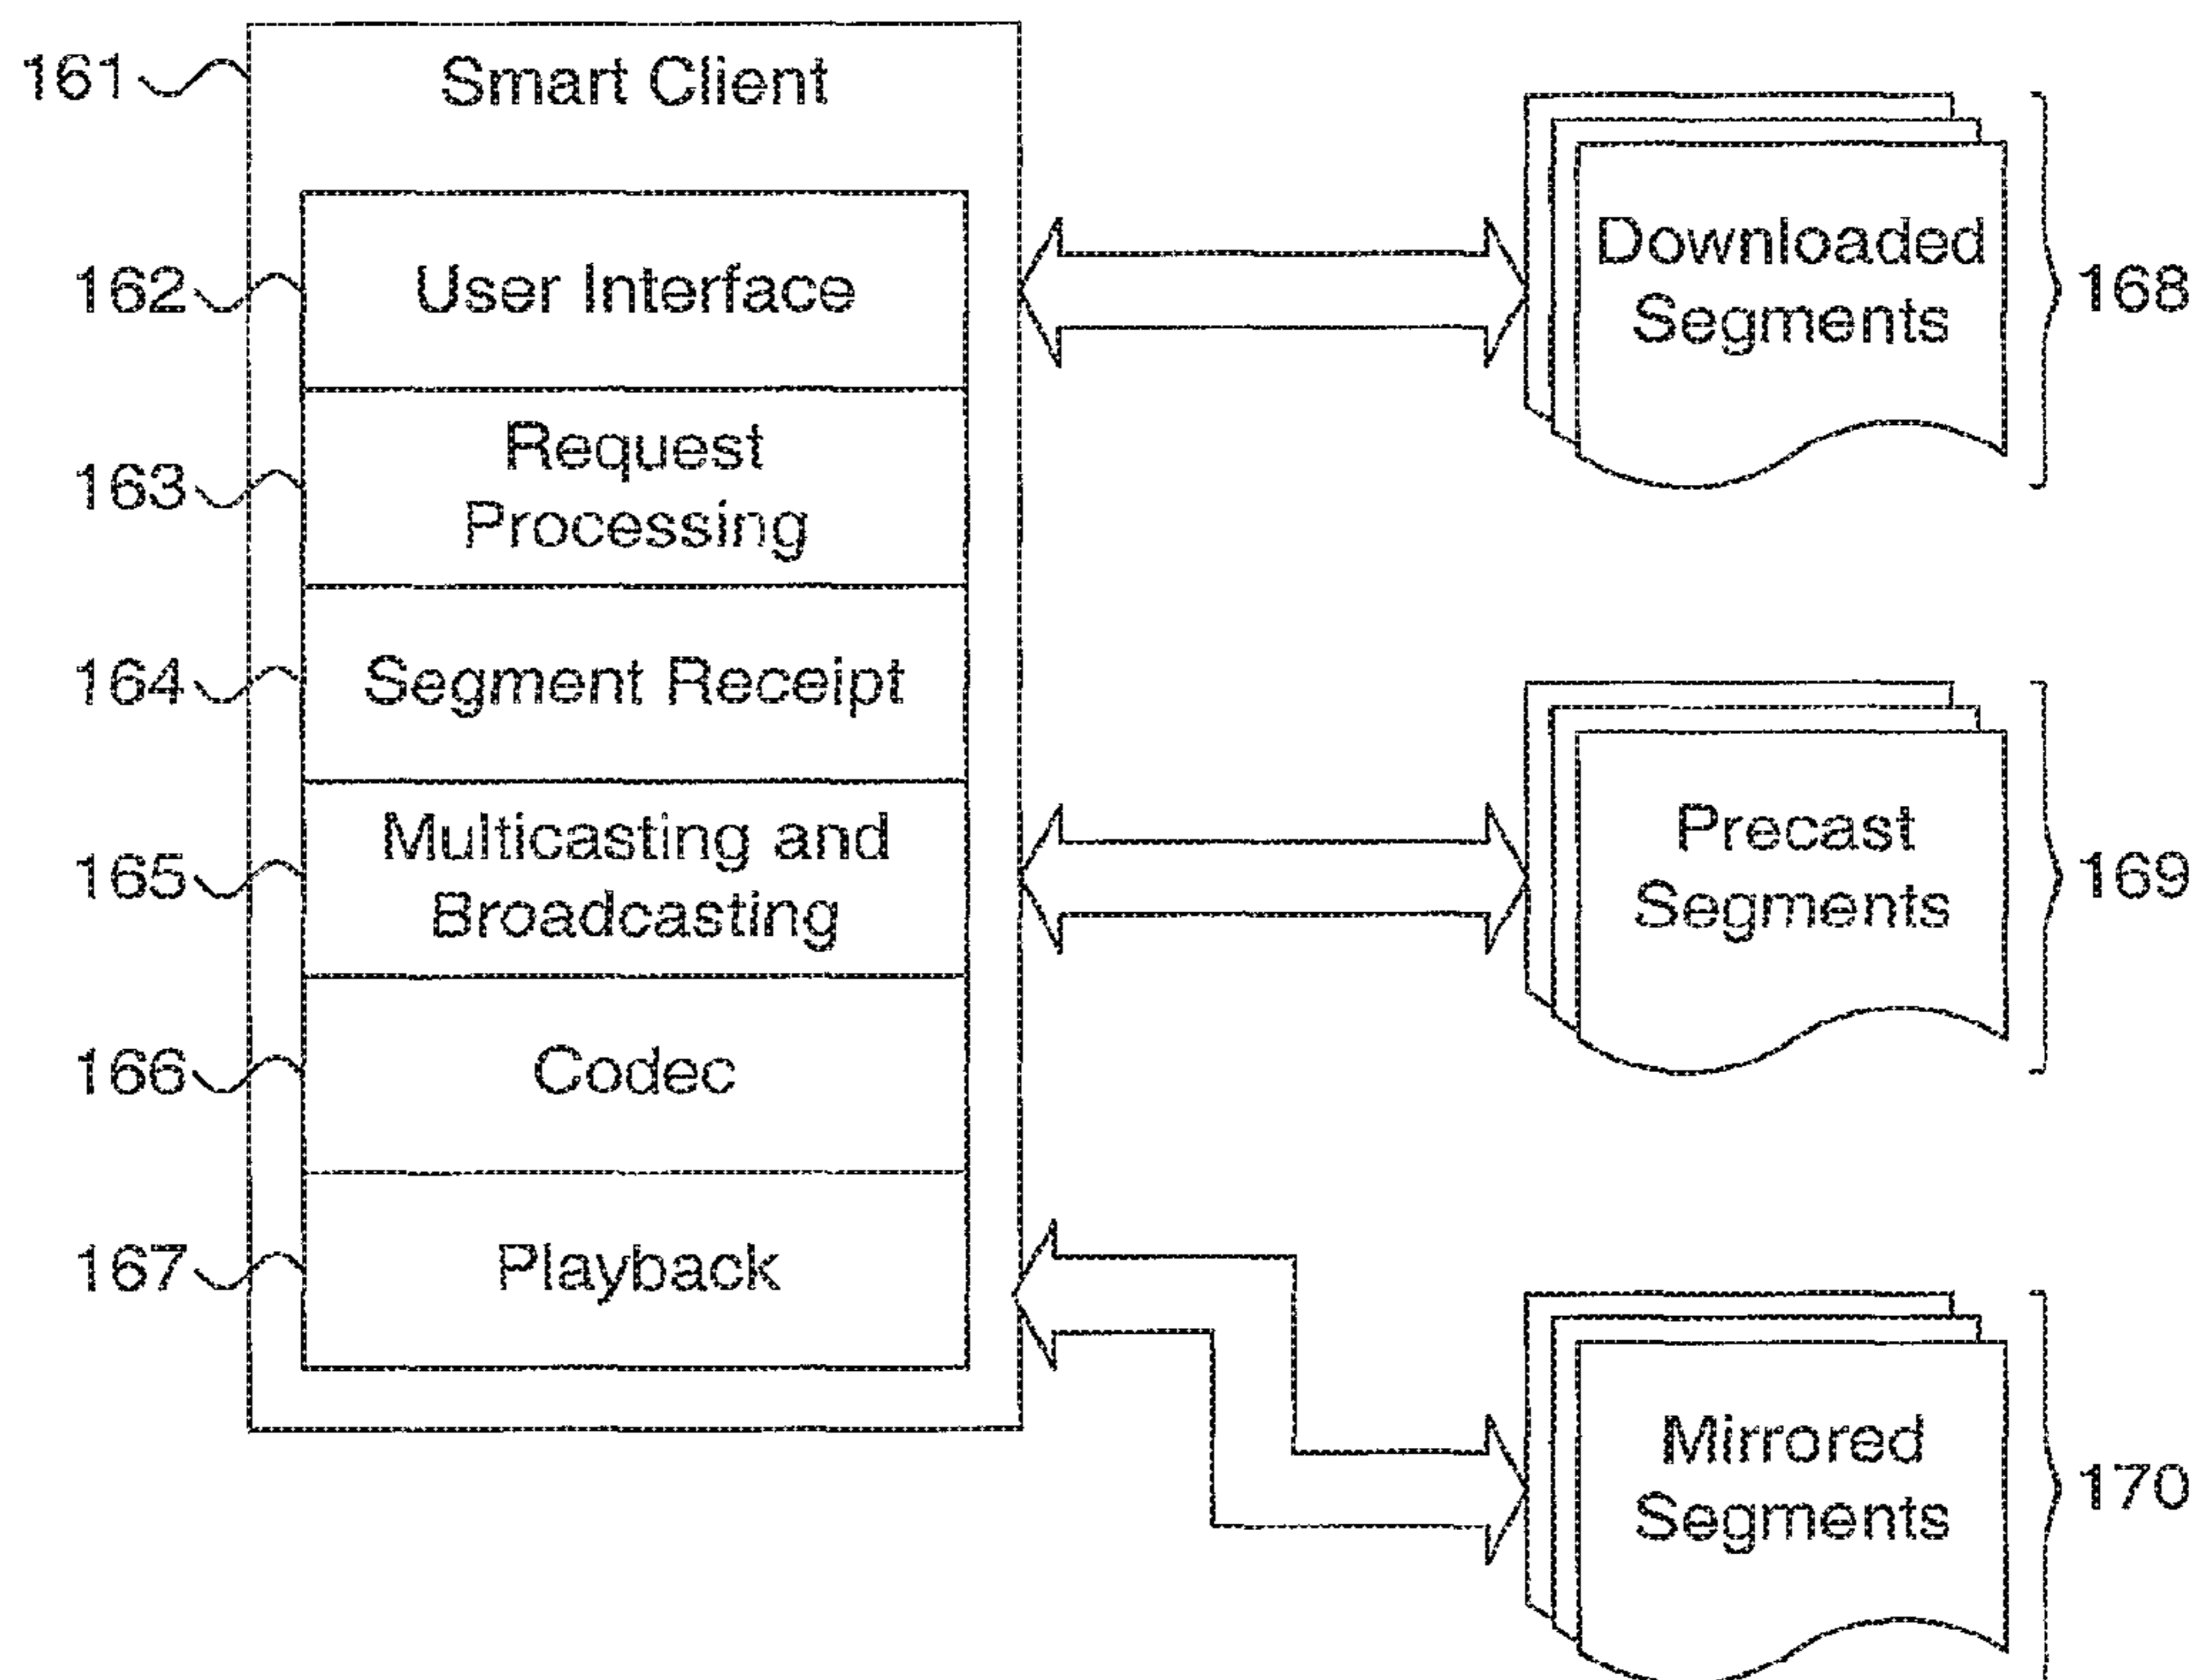 161
Smart Client
162
User Interface
163
Request
Processing
164
Segment Receipt
165
Multicasting and
Broadcasting
166
Codec
167
Playback
Downloaded
Segments
168
Precast
Segments
169
Mirrored
Segments
170